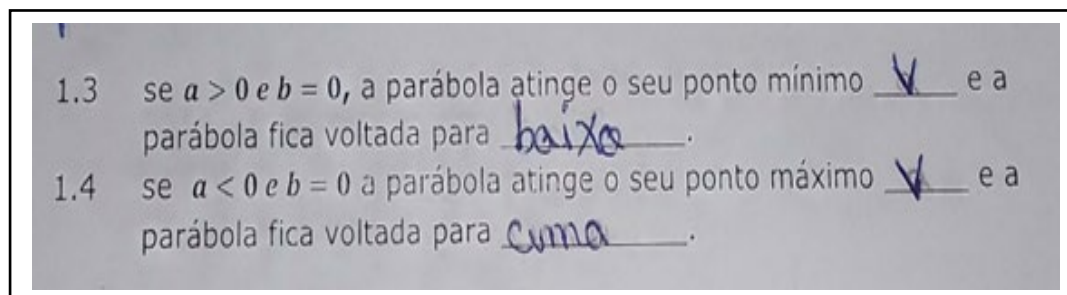 1.3 se a > 0 e b = 0, a parábola atinge o seu ponto mínimo V e a
parábola fica voltada para baixo.
1.4 se a < 0 e b = 0 a parábola atinge o seu ponto máximo V e a
parábola fica voltada para cima.